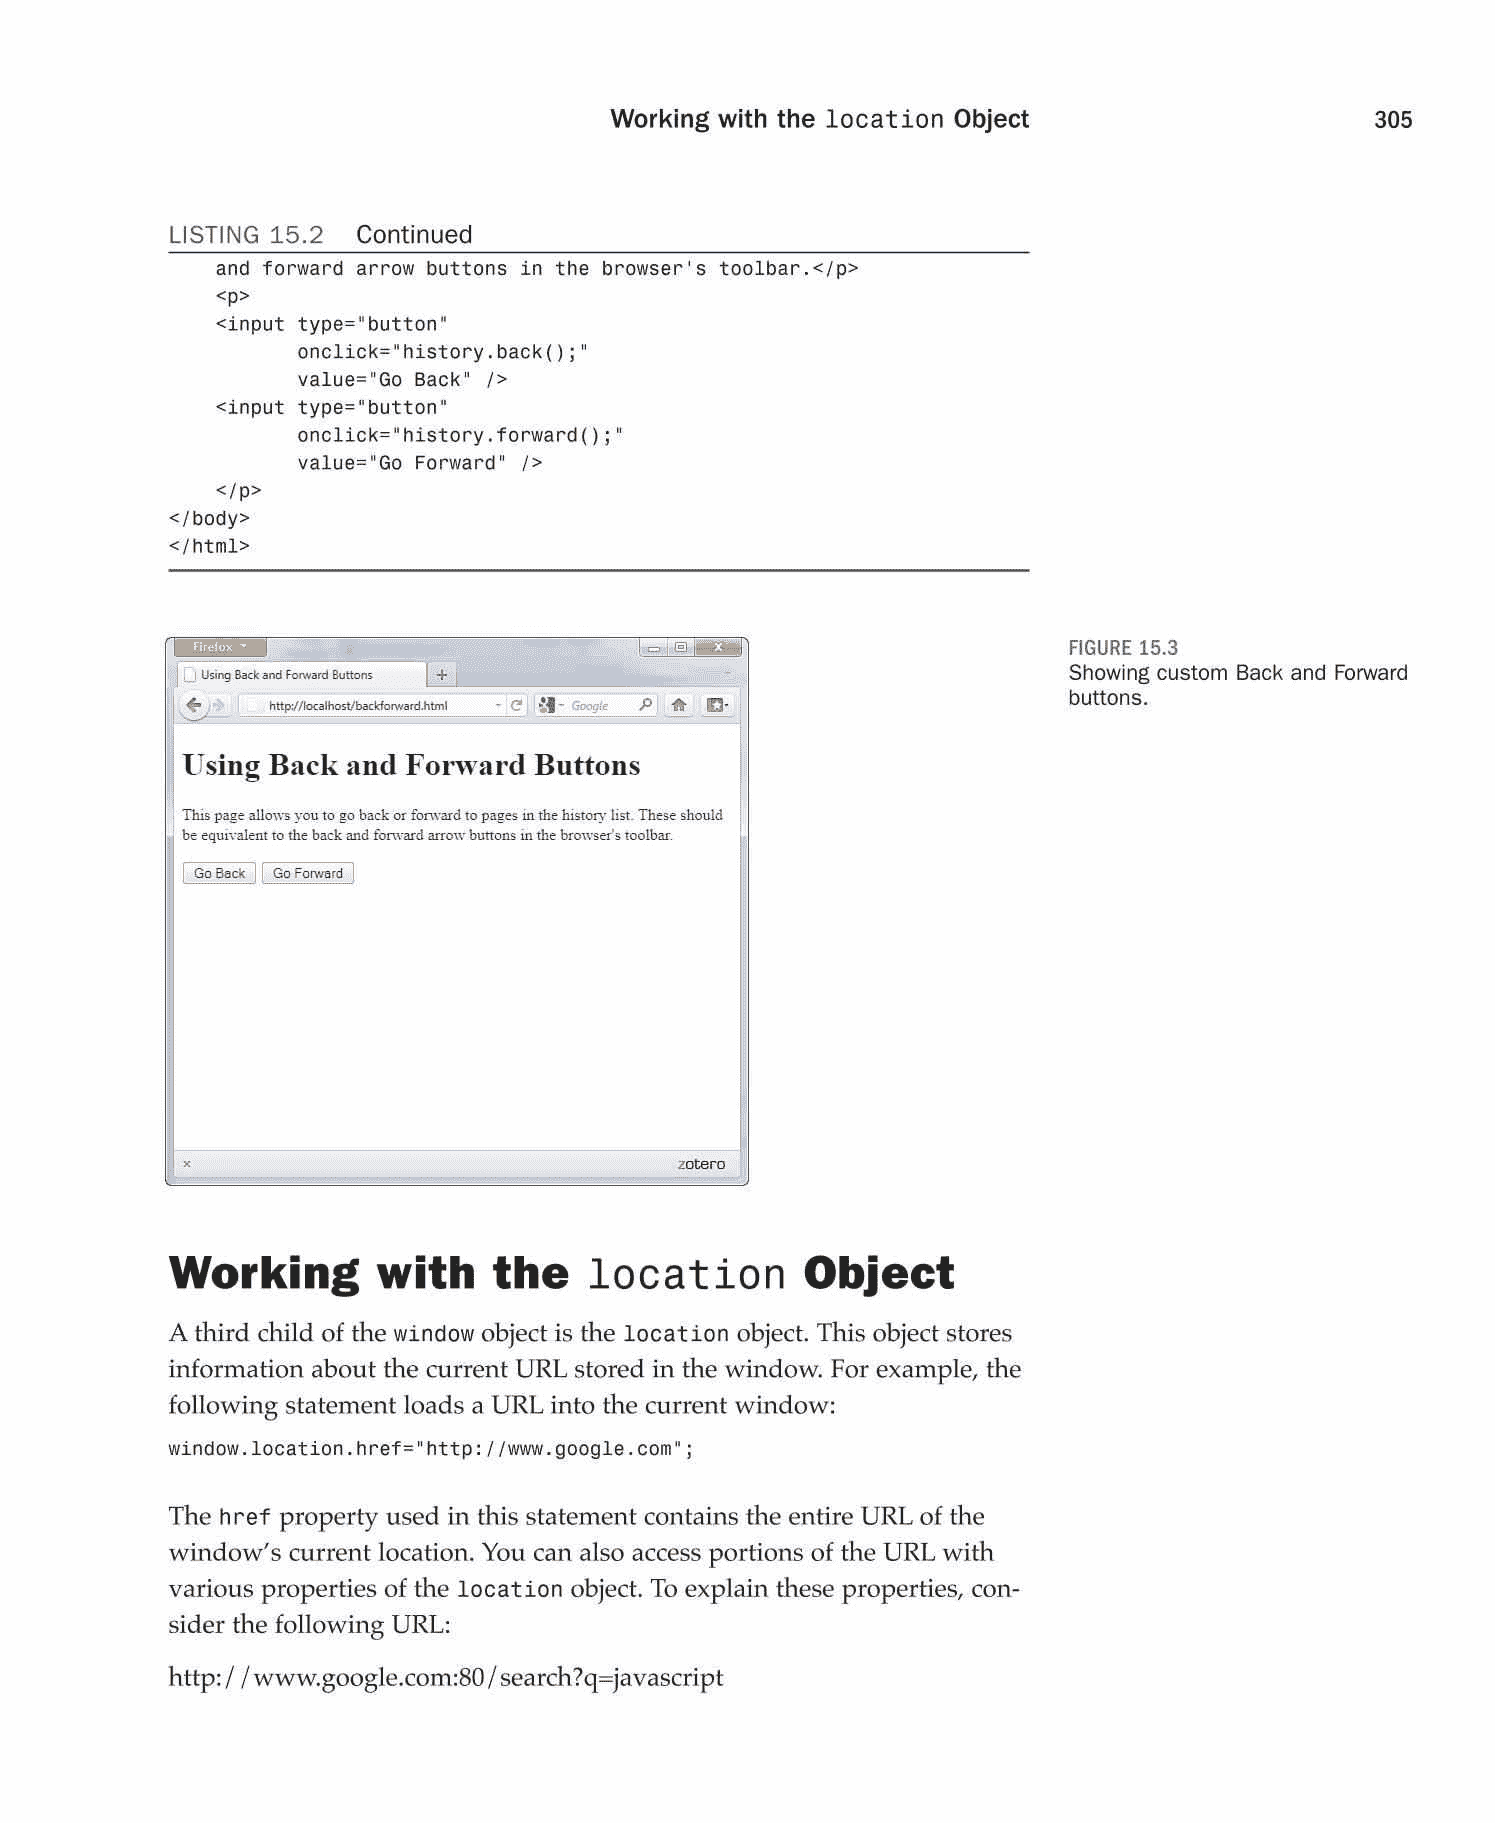 Working with the location Object 305
LISTING 15.2 Continued
and forward arrow buttons in the browser's toolbar.</p>
<p>
<input type="button"
onclick="history.back();"
value="Go Back" />
<input type="button"
onclick="history.forward();"
value="Go Forward" />
</p>
</body>
</html>
Firefox
Using Back and Forward Buttons
http://localhost/backforward.html
Google
Using Back and Forward Buttons
This page allows you to go back or forward to pages in the history list. These should
be equivalent to the back and forward arrow buttons in the browser's toolbar.
Go Back Go Forward
x zotero
FIGURE 15.3
Showing custom Back and Forward
buttons.
Working with the location Object
A third child of the window object is the location object. This object stores
information about the current URL stored in the window. For example, the
following statement loads a URL into the current window:
window.location.href="http://www.google.com";
The href property used in this statement contains the entire URL of the
window’s current location. You can also access portions of the URL with
various properties of the location object. To explain these properties, con-
sider the following URL:
http://www.google.com:80/search?q=javascript